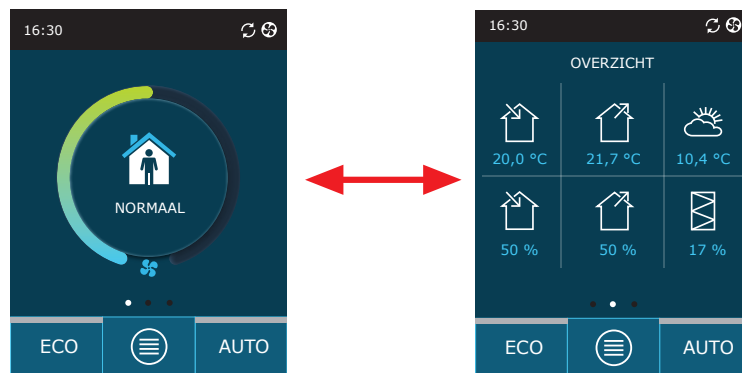 16:30
NORMAAL
ECO
AUTO
16:30
OVERZICHT
20,0 °C
21,7 °C
10,4 °C
50 %
50 %
17 %
ECO
AUTO